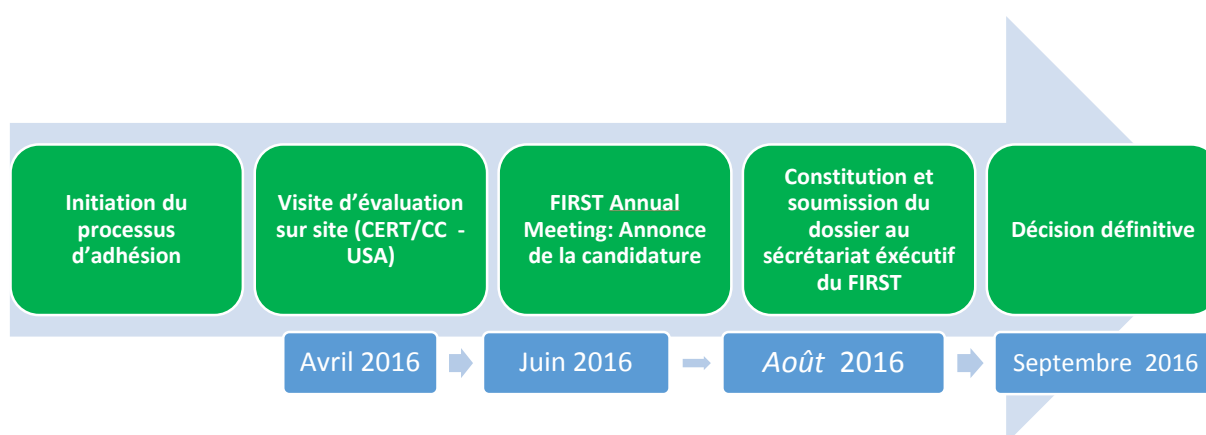 Initiation du
processus
d'adhésion
Visite d'évaluation
sur site (CERT/CC -
USA)
FIRST Annual
Meeting: Annonce
de la candidature
Constitution et
soumission du
dossier au
sécrétariat éxécutif
du FIRST
Décision définitive
Avril 2016
Juin 2016
Août 2016
Septembre 2016